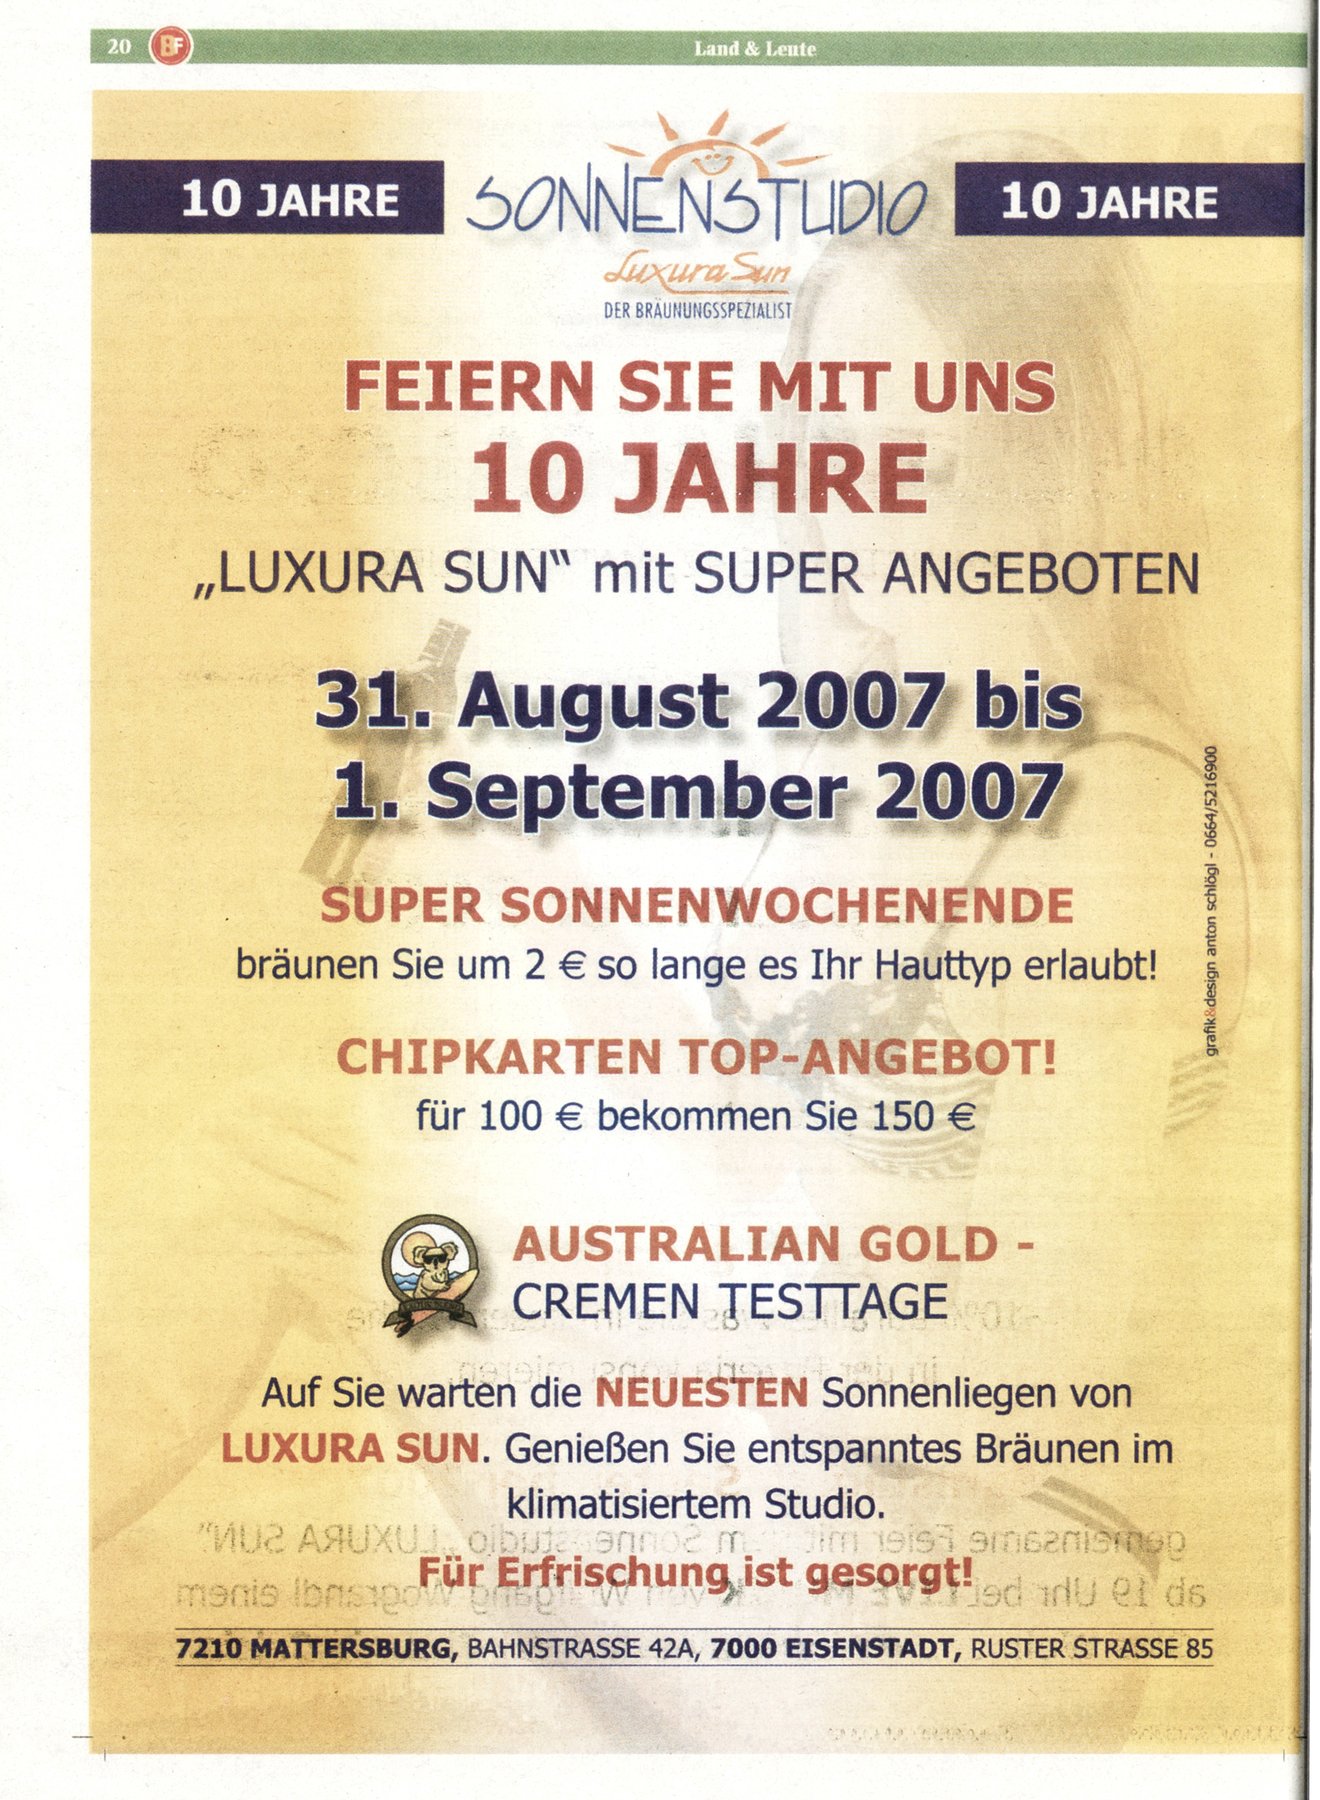 20 BF Land & Leute
10 JAHRE SONNENSTUDIO 10 JAHRE
Luxura Sun
DER BRÄUNUNGSSPEZIALIST
FEIERN SIE MIT UNS
10 JAHRE
„LUXURA SUN“ mit SUPER ANGEBOTEN
31. August 2007 bis
1. September 2007
SUPER SONNENWOCHENENDE
bräunen Sie um 2 € so lange es Ihr Hauttyp erlaubt!
CHIPKARTEN TOP-ANGEBOT!
für 100 € bekommen Sie 150 €
grafik&design anton schlögl - 0664/5216900
AUSTRALIAN GOLD -
CREMEN TESTTAGE
Auf Sie warten die NEUESTEN Sonnenliegen von
LUXURA SUN. Genießen Sie entspanntes Bräunen im
klimatisiertem Studio.
Für Erfrischung ist gesorgt!
7210 MATTERSBURG, BAHNSTRASSE 42A, 7000 EISENSTADT, RUSTER STRASSE 85